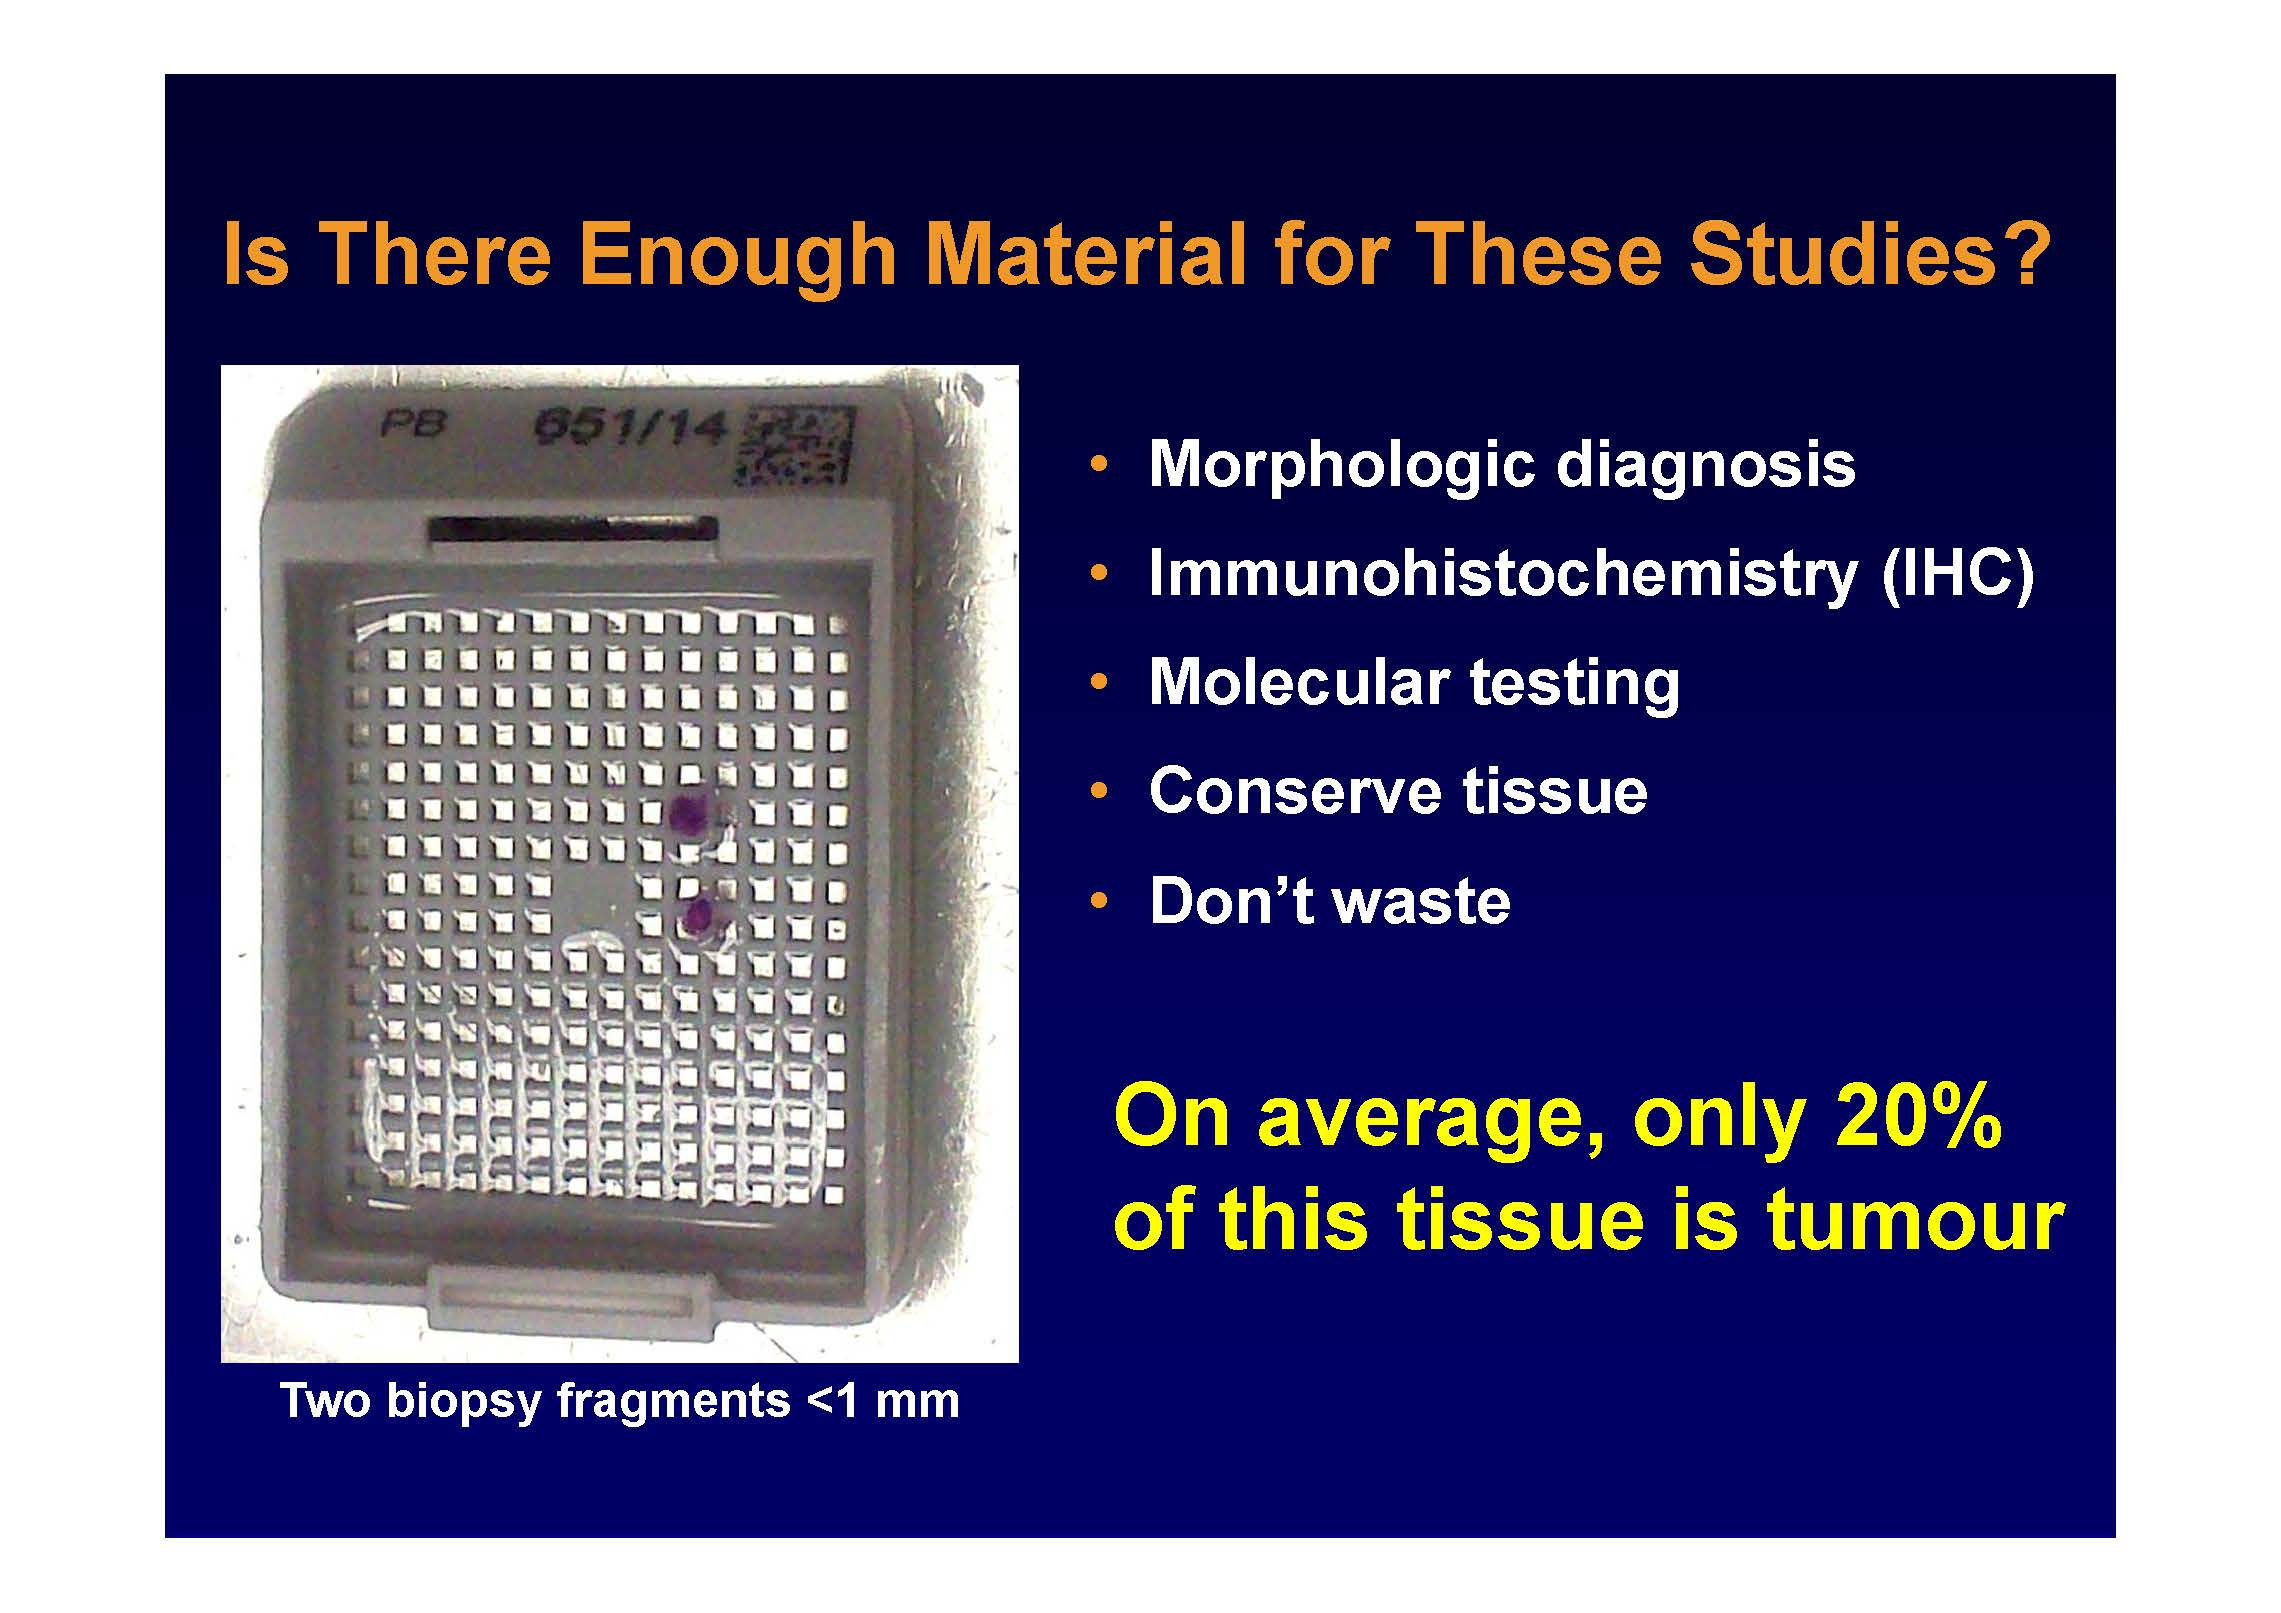 Is There Enough Material for These Studies?
PB 651/14
• Morphologic diagnosis
• Immunohistochemistry (IHC)
• Molecular testing
• Conserve tissue
• Don’t waste
On average, only 20%
of this tissue is tumour
Two biopsy fragments <1 mm